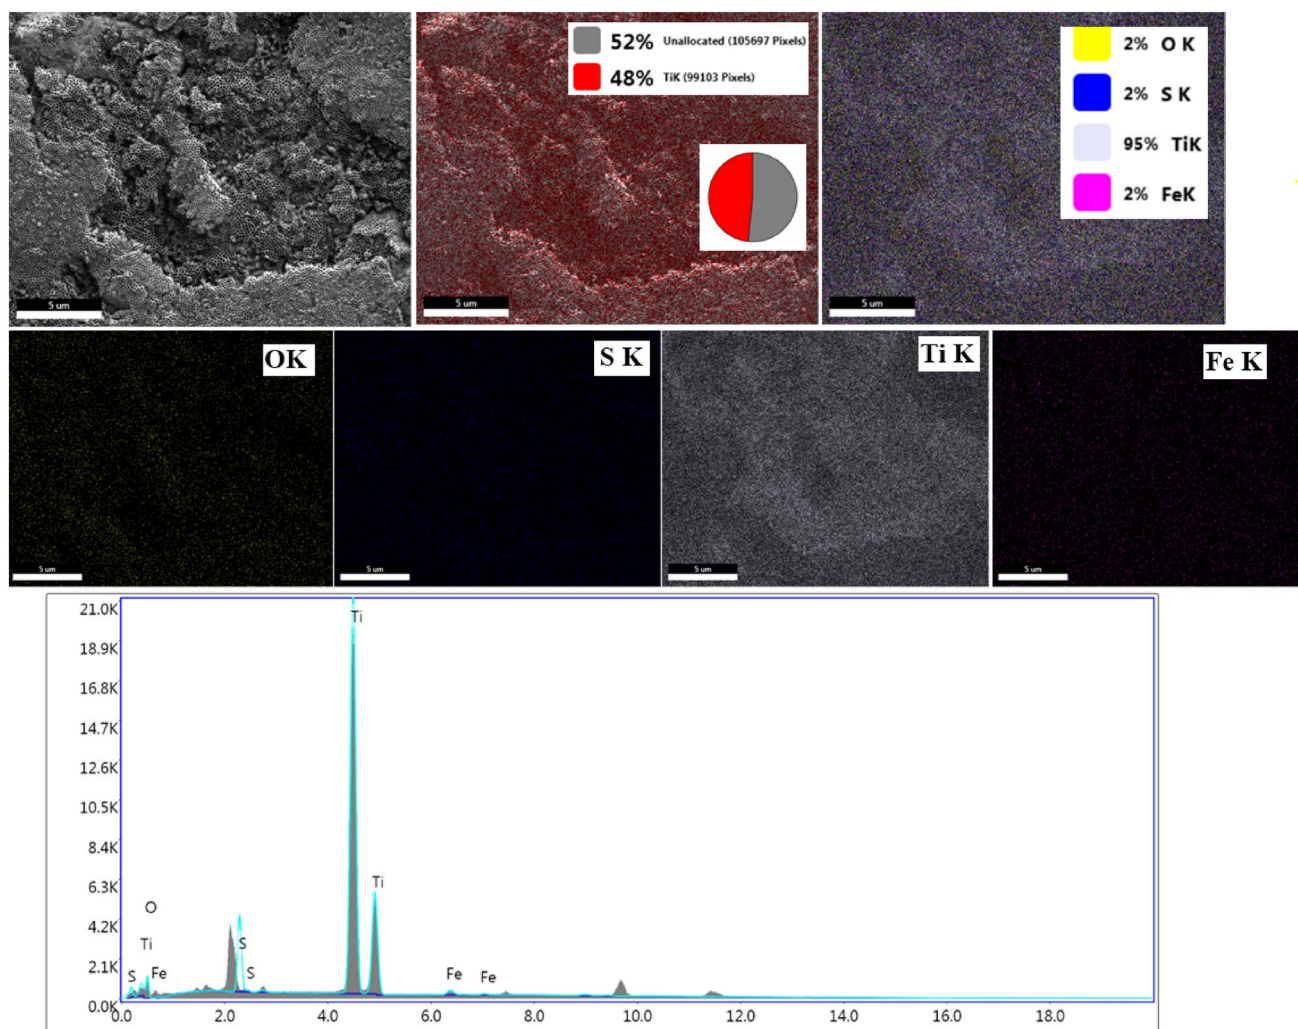 52% Unallocated (105697 Pixels)
48% TiK (99103 Pixels)
2% O K
2% S K
95% TiK
2% FeK
5 um
5 um
5 um
OK
S K
Ti K
Fe K
5 um
5 um
5 um
5 um
21.0K
Ti
18.9K
16.8K
14.7K
12.6K
10.5K
8.4K
6.3K
Ti
O
4.2K
Ti
S
2.1K
S
Fe
S
Fe
Fe
0.0K
0.0
2.0
4.0
6.0
8.0
10.0
12.0
14.0
16.0
18.0